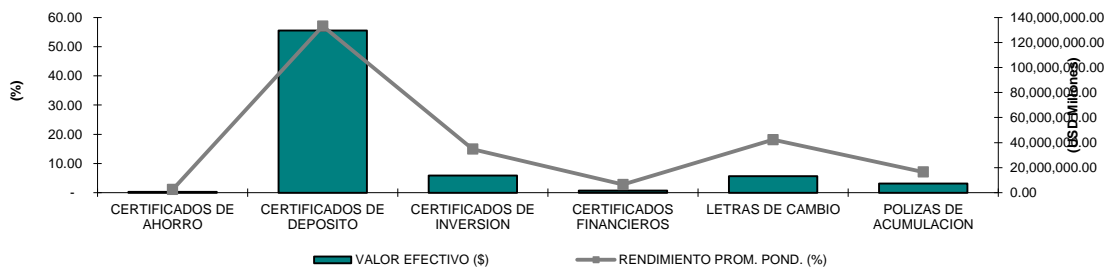 60.00
50.00
40.00
30.00
20.00
10.00
-
(%)
140,000,000.00
120,000,000.00
100,000,000.00
80,000,000.00
60,000,000.00
40,000,000.00
20,000,000.00
0.00
(USD Millones)
CERTIFICADOS DE
AHORRO
CERTIFICADOS DE
DEPOSITO
CERTIFICADOS DE
INVERSION
CERTIFICADOS
FINANCIEROS
LETRAS DE CAMBIO
POLIZAS DE
ACUMULACION
VALOR EFECTIVO ($)
RENDIMIENTO PROM. POND. (%)